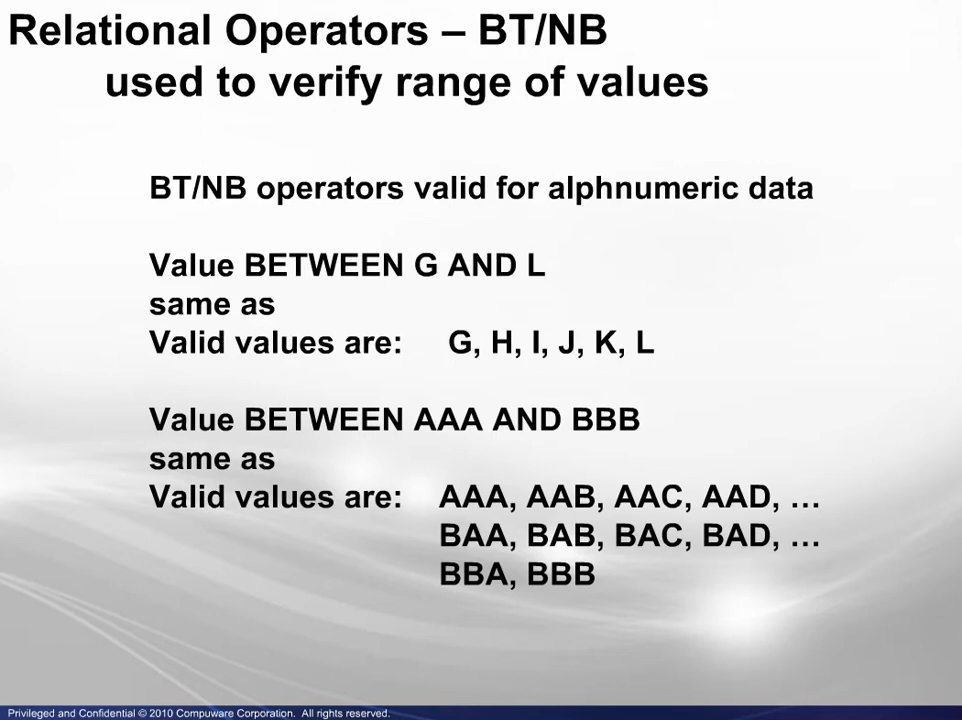 Relational Operators – BT/NB
used to verify range of values
BT/NB operators valid for alphnumeric data
Value BETWEEN G AND L
same as
Valid values are: G, H, I, J, K, L
Value BETWEEN AAA AND BBB
same as
Valid values are: AAA, AAB, AAC, AAD, …
BAA, BAB, BAC, BAD, …
BBA, BBB
Privileged and Confidential © 2010 Compuware Corporation. All rights reserved.